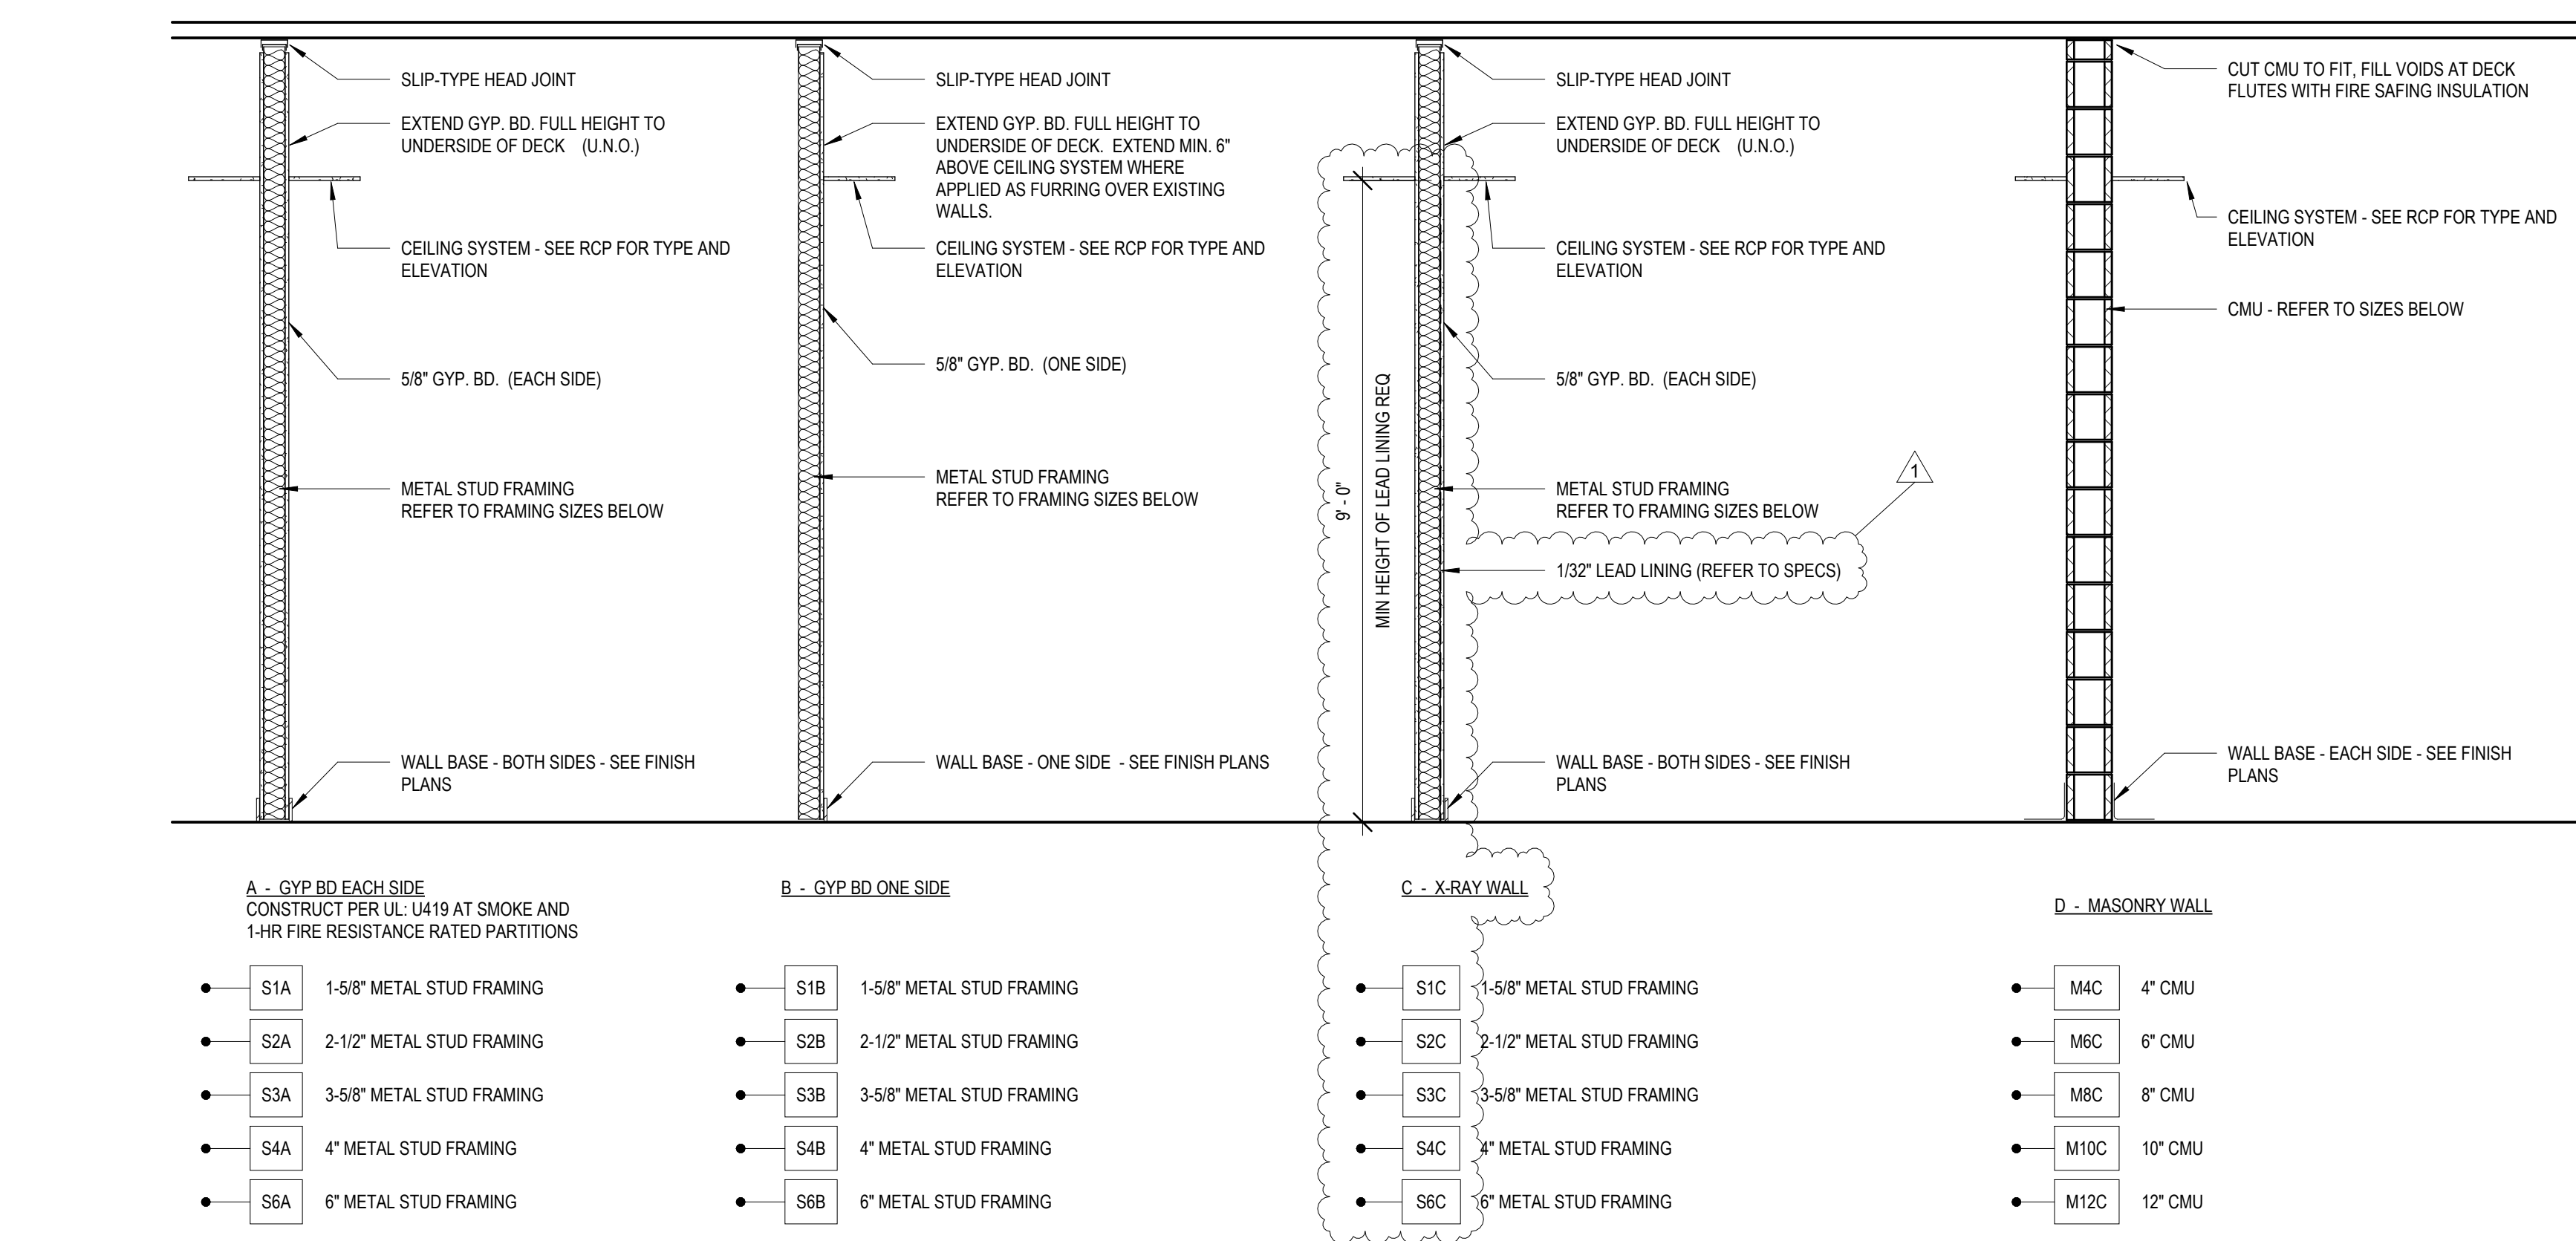 SLIP-TYPE HEAD JOINT
EXTEND GYP. BD. FULL HEIGHT TO
UNDERSIDE OF DECK (U.N.O.)
CEILING SYSTEM - SEE RCP FOR TYPE AND
ELEVATION
5/8" GYP. BD. (EACH SIDE)
METAL STUD FRAMING
REFER TO FRAMING SIZES BELOW
WALL BASE - BOTH SIDES - SEE FINISH
PLANS
A - GYP BD EACH SIDE
CONSTRUCT PER UL: U419 AT SMOKE AND
1-HR FIRE RESISTANCE RATED PARTITIONS
S1A 1-5/8" METAL STUD FRAMING
S2A 2-1/2" METAL STUD FRAMING
S3A 3-5/8" METAL STUD FRAMING
S4A 4" METAL STUD FRAMING
S6A 6" METAL STUD FRAMING
SLIP-TYPE HEAD JOINT
EXTEND GYP. BD. FULL HEIGHT TO
UNDERSIDE OF DECK. EXTEND MIN. 6"
ABOVE CEILING SYSTEM WHERE
APPLIED AS FURRING OVER EXISTING
WALLS.
CEILING SYSTEM - SEE RCP FOR TYPE AND
ELEVATION
5/8" GYP. BD. (ONE SIDE)
METAL STUD FRAMING
REFER TO FRAMING SIZES BELOW
WALL BASE - ONE SIDE - SEE FINISH PLANS
B - GYP BD ONE SIDE
S1B 1-5/8" METAL STUD FRAMING
S2B 2-1/2" METAL STUD FRAMING
S3B 3-5/8" METAL STUD FRAMING
S4B 4" METAL STUD FRAMING
S6B 6" METAL STUD FRAMING
9' - 0"
MIN HEIGHT OF LEAD LINING REQ
SLIP-TYPE HEAD JOINT
EXTEND GYP. BD. FULL HEIGHT TO
UNDERSIDE OF DECK (U.N.O.)
CEILING SYSTEM - SEE RCP FOR TYPE AND
ELEVATION
5/8" GYP. BD. (EACH SIDE)
1
METAL STUD FRAMING
REFER TO FRAMING SIZES BELOW
1/32" LEAD LINING (REFER TO SPECS)
WALL BASE - BOTH SIDES - SEE FINISH
PLANS
C - X-RAY WALL
S1C 1-5/8" METAL STUD FRAMING
S2C 2-1/2" METAL STUD FRAMING
S3C 3-5/8" METAL STUD FRAMING
S4C 4" METAL STUD FRAMING
S6C 6" METAL STUD FRAMING
CUT CMU TO FIT, FILL VOIDS AT DECK
FLUTES WITH FIRE SAFING INSULATION
CEILING SYSTEM - SEE RCP FOR TYPE AND
ELEVATION
CMU - REFER TO SIZES BELOW
WALL BASE - EACH SIDE - SEE FINISH
PLANS
D - MASONRY WALL
M4C 4" CMU
M6C 6" CMU
M8C 8" CMU
M10C 10" CMU
M12C 12" CMU